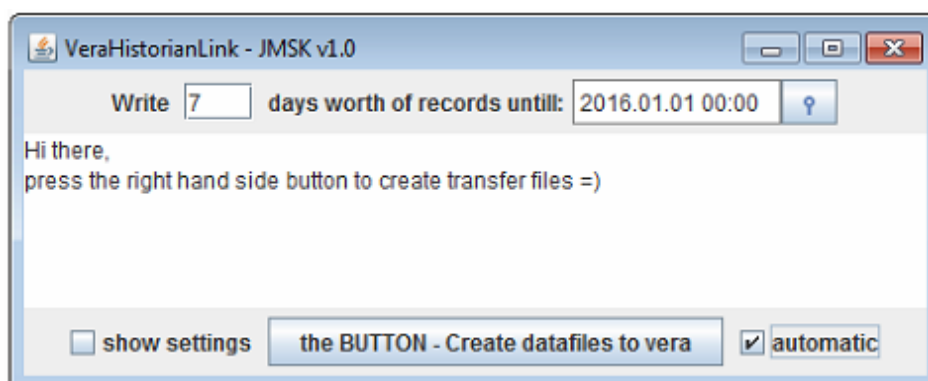 VeraHistorianLink - JMSK v1.0
Write 7 days worth of records untill: 2016.01.01 00:00
Hi there,
press the right hand side button to create transfer files =)
show settings the BUTTON - Create datafiles to vera automatic